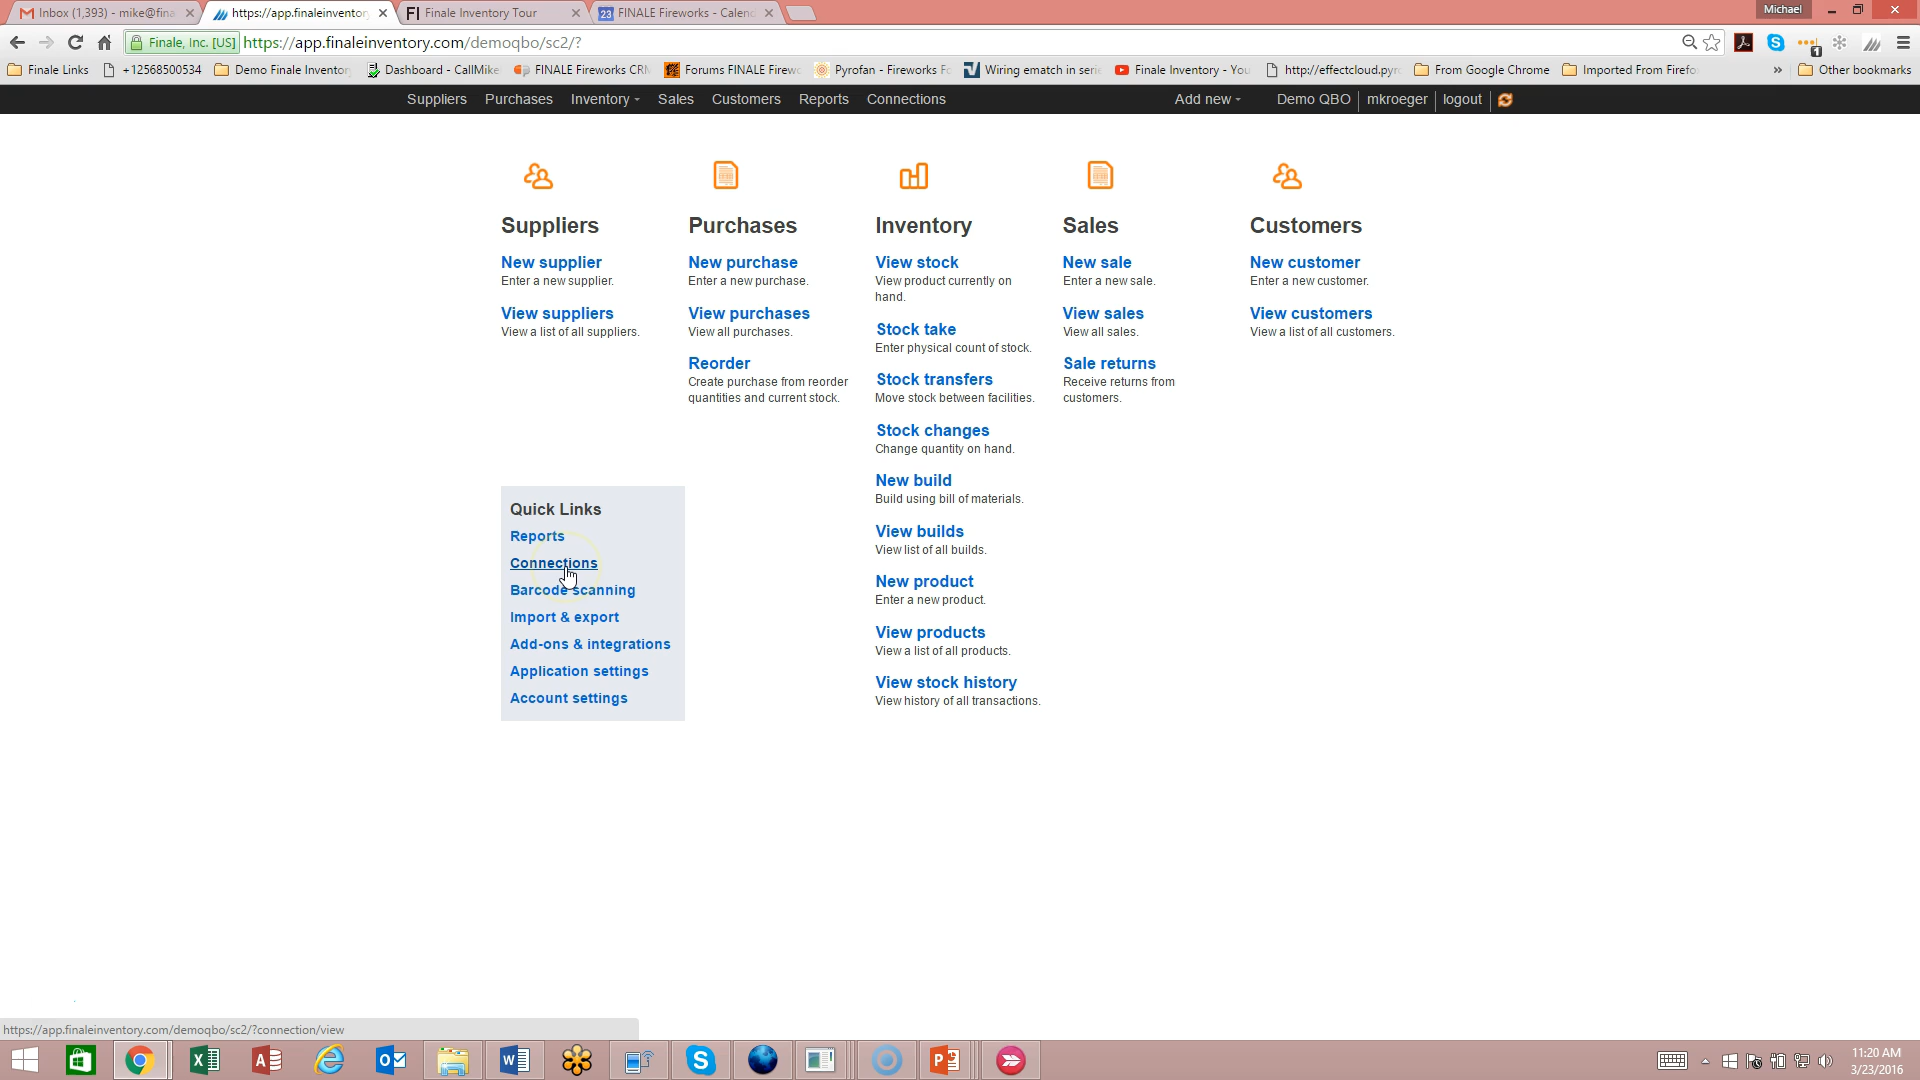 Inbox (1,393) - mike@fina
https://app.finaleinventor
Finale Inventory Tour
23 FINALE Fireworks - Calend
Michael
Finale, Inc. [US] https://app.finaleinventory.com/demoqbo/sc2/?
1
Finale Links
+12568500534
Demo Finale Inventor
Dashboard - CallMike
FINALE Fireworks CRM
Forums FINALE Firew
Pyrofan - Fireworks Fo
Wiring ematch in serie
Finale Inventory - You
http://effectcloud.pyr
From Google Chrome
Imported From Firefo
»
Other bookmarks
Suppliers Purchases Inventory Sales Customers Reports Connections Add new Demo QBO mkroeger logout
Suppliers
New supplier
Enter a new supplier.
View suppliers
View a list of all suppliers.
Purchases
New purchase
Enter a new purchase.
View purchases
View all purchases.
Reorder
Create purchase from reorder
quantities and current stock.
Inventory
View stock
View product currently on
hand.
Stock take
Enter physical count of stock.
Stock transfers
Move stock between facilities.
Stock changes
Change quantity on hand.
New build
Build using bill of materials.
View builds
View list of all builds.
New product
Enter a new product.
View products
View a list of all products.
View stock history
View history of all transactions.
Sales
New sale
Enter a new sale.
View sales
View all sales.
Sale returns
Receive returns from
customers.
Customers
New customer
Enter a new customer.
View customers
View a list of all customers.
Quick Links
Reports
Connections
Barcode scanning
Import & export
Add-ons & integrations
Application settings
Account settings
https://app.finaleinventory.com/demoqbo/sc2/?connection/view
11:20 AM
3/23/2016